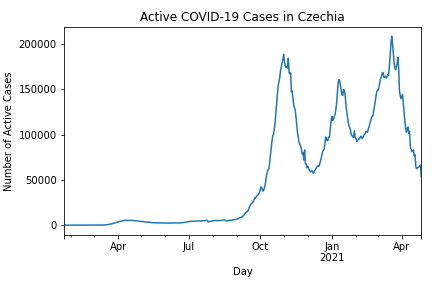 Active COVID-19 Cases in Czechia
Number of Active Cases
200000
150000
100000
50000
0
Apr
Jul
Oct
Jan
2021
Apr
Day